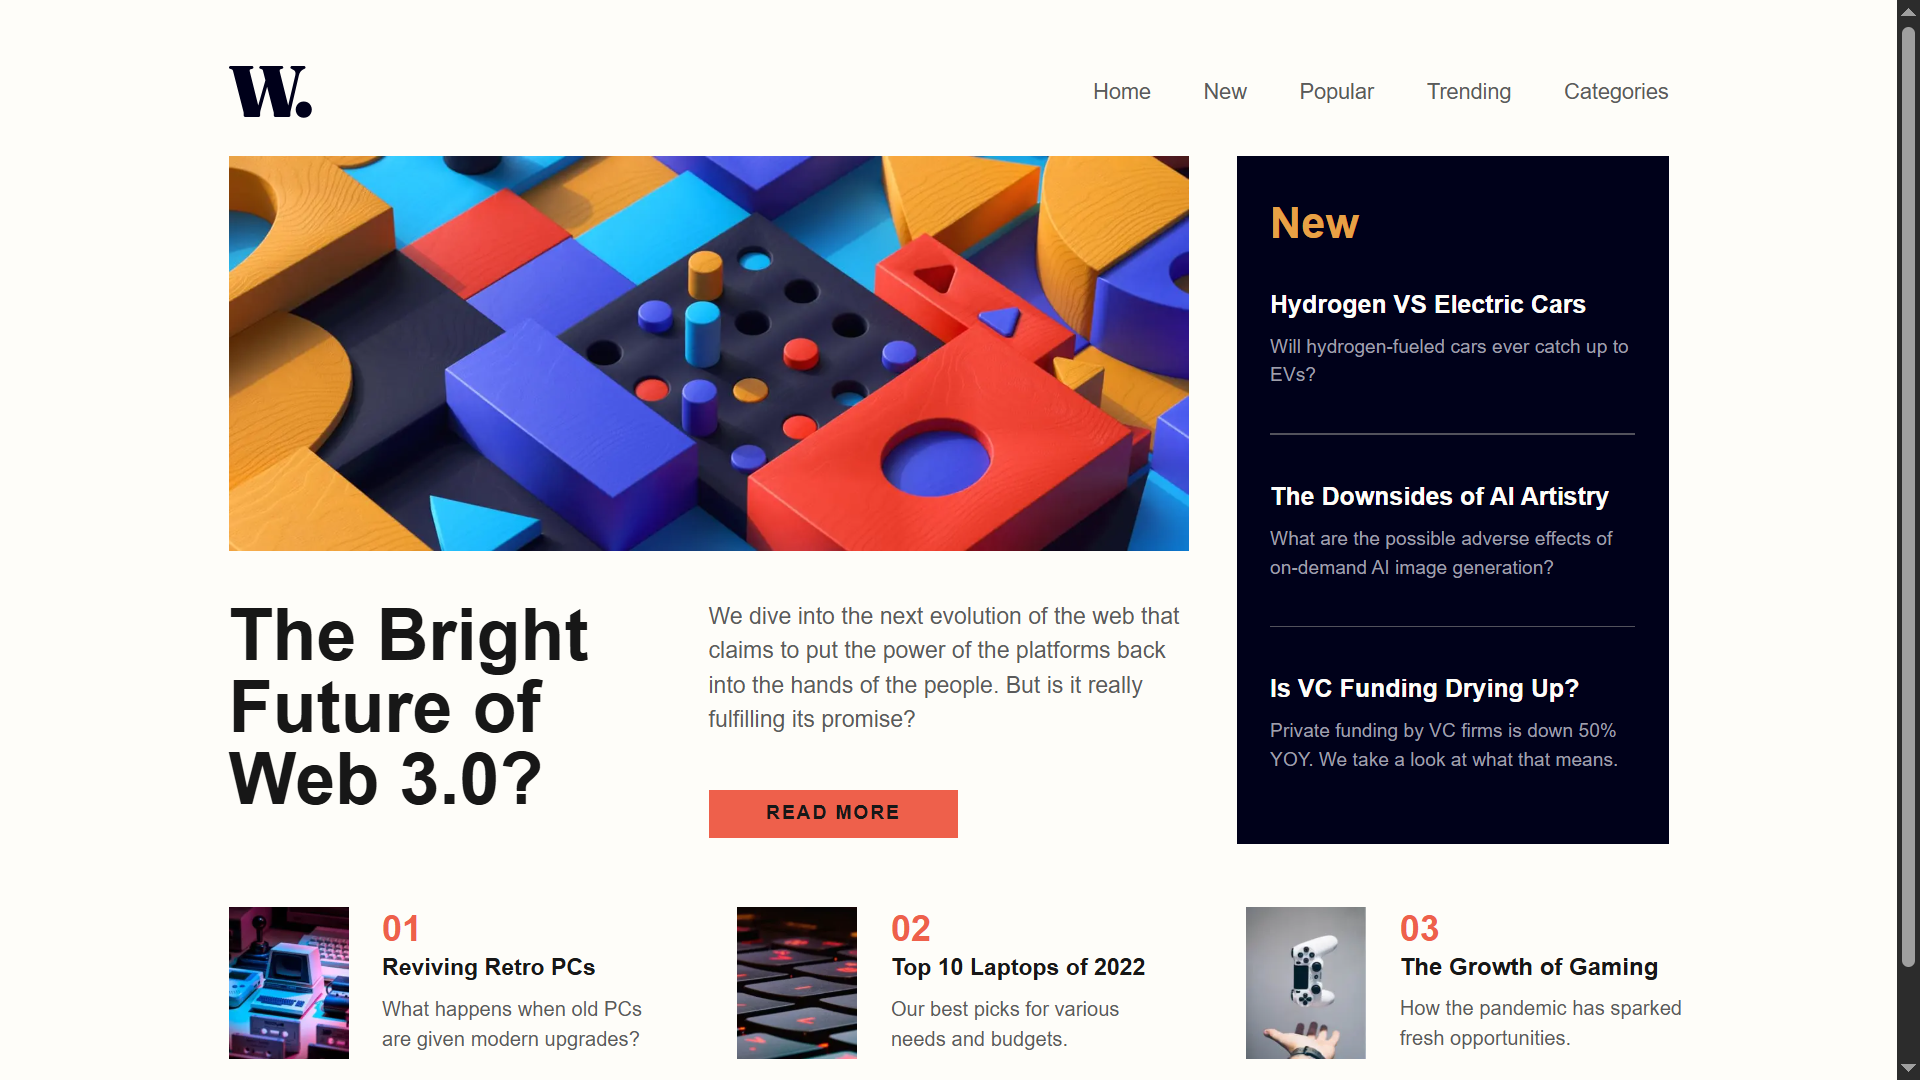 W.
Home
New
Popular
Trending
Categories
New
Hydrogen VS Electric Cars
Will hydrogen-fueled cars ever catch up to
EVs?
The Downsides of AI Artistry
What are the possible adverse effects of
on-demand AI image generation?
Is VC Funding Drying Up?
Private funding by VC firms is down 50%
YOY. We take a look at what that means.
The Bright
Future of
Web 3.0?
We dive into the next evolution of the web that
claims to put the power of the platforms back
into the hands of the people. But is it really
fulfilling its promise?
READ MORE
01
Reviving Retro PCs
What happens when old PCs
are given modern upgrades?
02
Top 10 Laptops of 2022
Our best picks for various
needs and budgets.
03
The Growth of Gaming
How the pandemic has sparked
fresh opportunities.